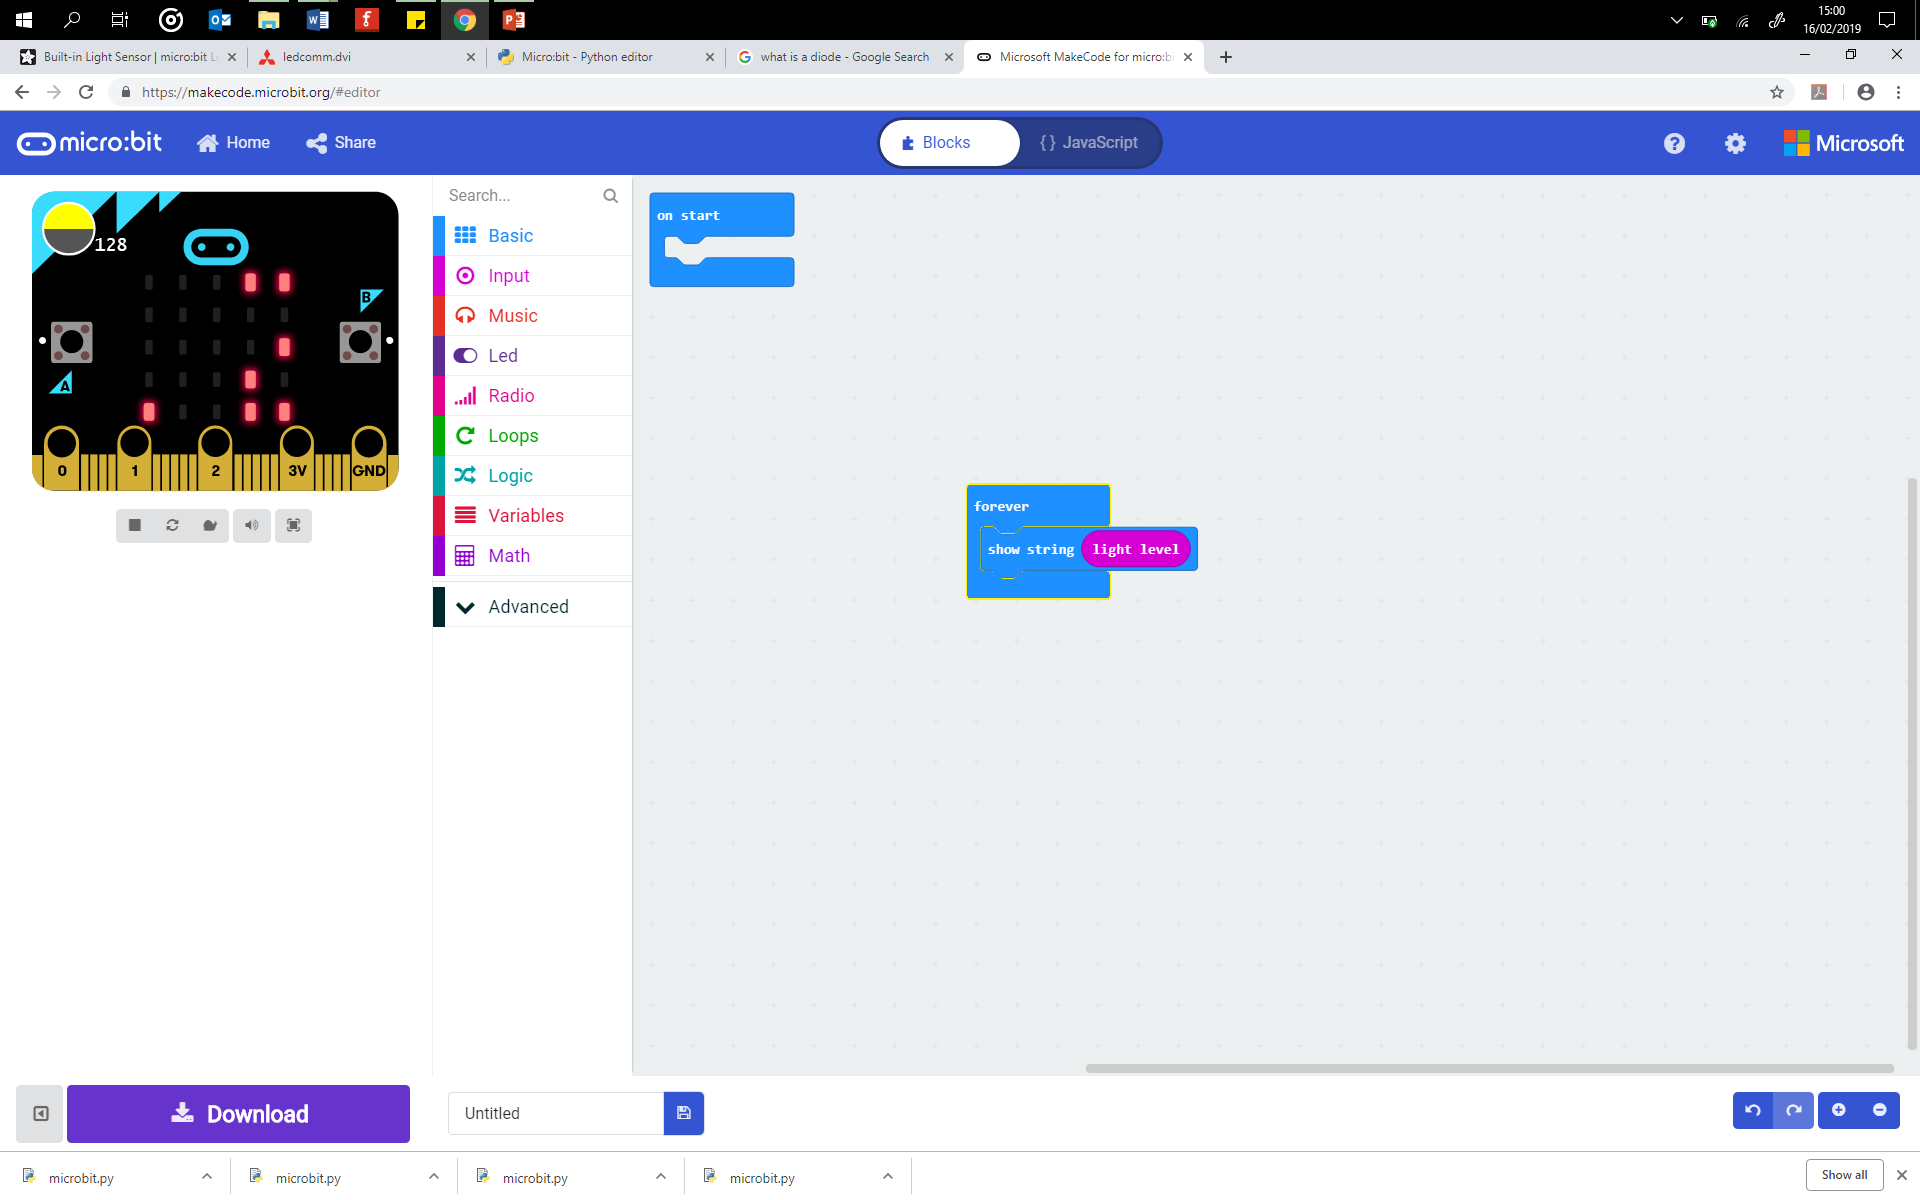 15:00
16/02/2019
Built-in Light Sensor | micro:bit L
ledcomm.dvi
Micro:bit - Python editor
what is a diode - Google Search
Microsoft MakeCode for micro:b
https://makecode.microbit.org/#editor
micro:bit
Home
Share
Blocks
{ } JavaScript
Microsoft
128
B
A
0 1 2 3V GND
Search...
Basic
Input
Music
Led
Radio
Loops
Logic
Variables
Math
Advanced
on start
forever
show string light level
Download
Untitled
microbit.py
microbit.py
microbit.py
microbit.py
Show all